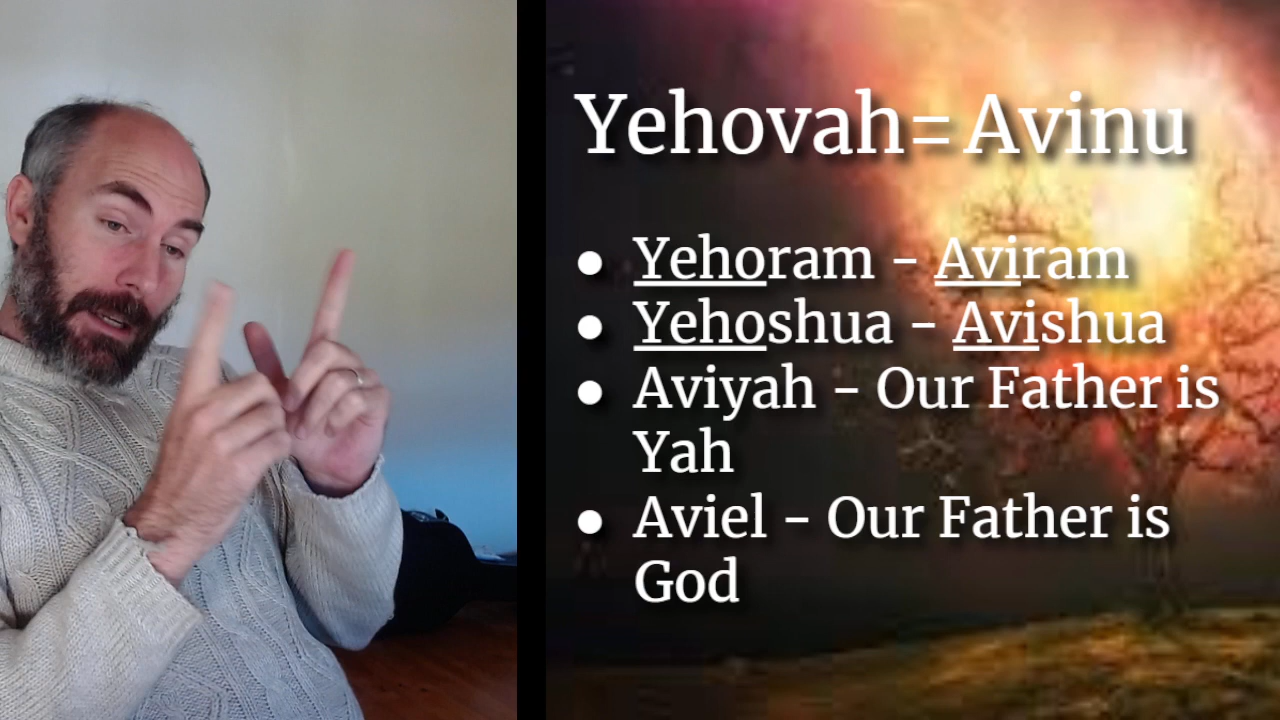 Yehovah= Avinu
● Yehoram - Aviram
● Yehoshua - Avishua
● Aviyah - Our Father is
Yah
● Aviel - Our Father is
God